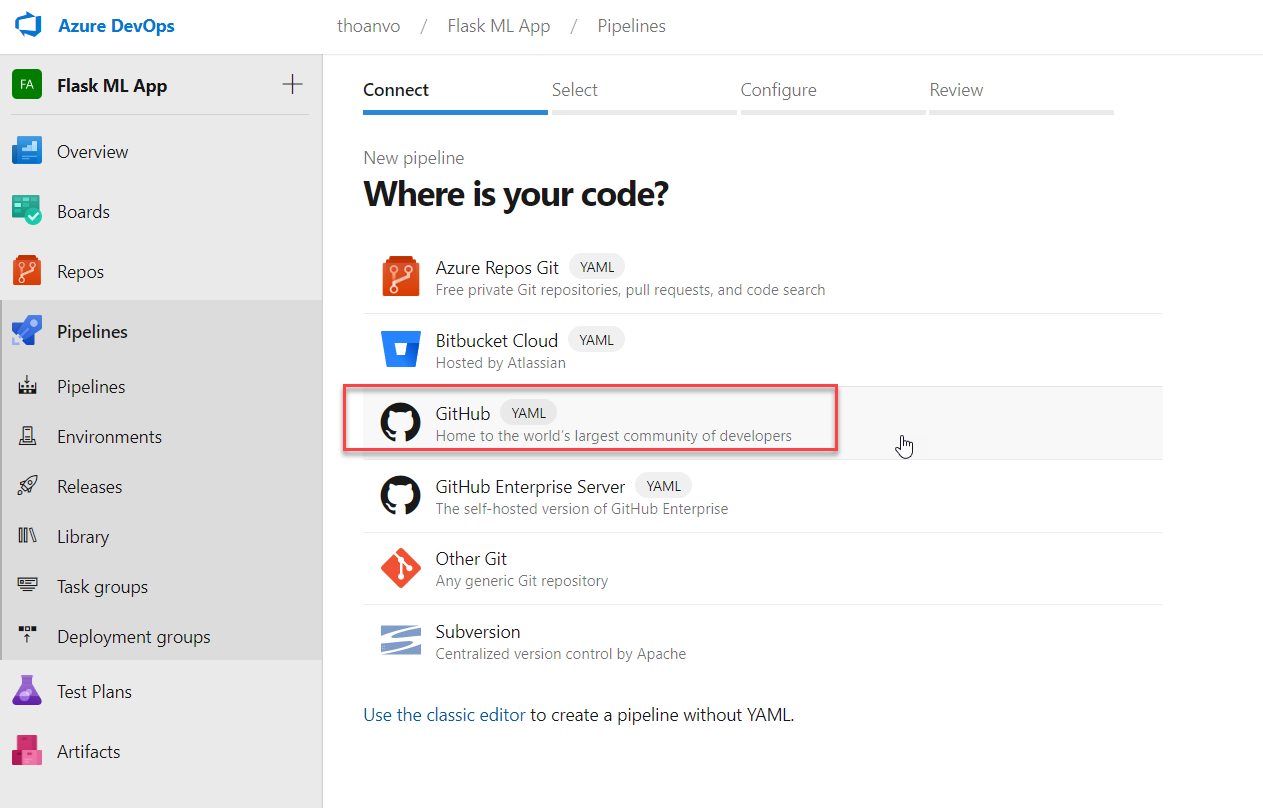 Azure DevOps
thoanvo / Flask ML App / Pipelines
FA Flask ML App
Overview
Boards
Repos
Pipelines
Pipelines
Environments
Releases
Library
Task groups
Deployment groups
Test Plans
Artifacts
Connect Select Configure Review
New pipeline
Where is your code?
Azure Repos Git YAML
Free private Git repositories, pull requests, and code search
Bitbucket Cloud YAML
Hosted by Atlassian
GitHub YAML
Home to the world's largest community of developers
GitHub Enterprise Server YAML
The self-hosted version of GitHub Enterprise
Other Git
Any generic Git repository
Subversion
Centralized version control by Apache
Use the classic editor to create a pipeline without YAML.